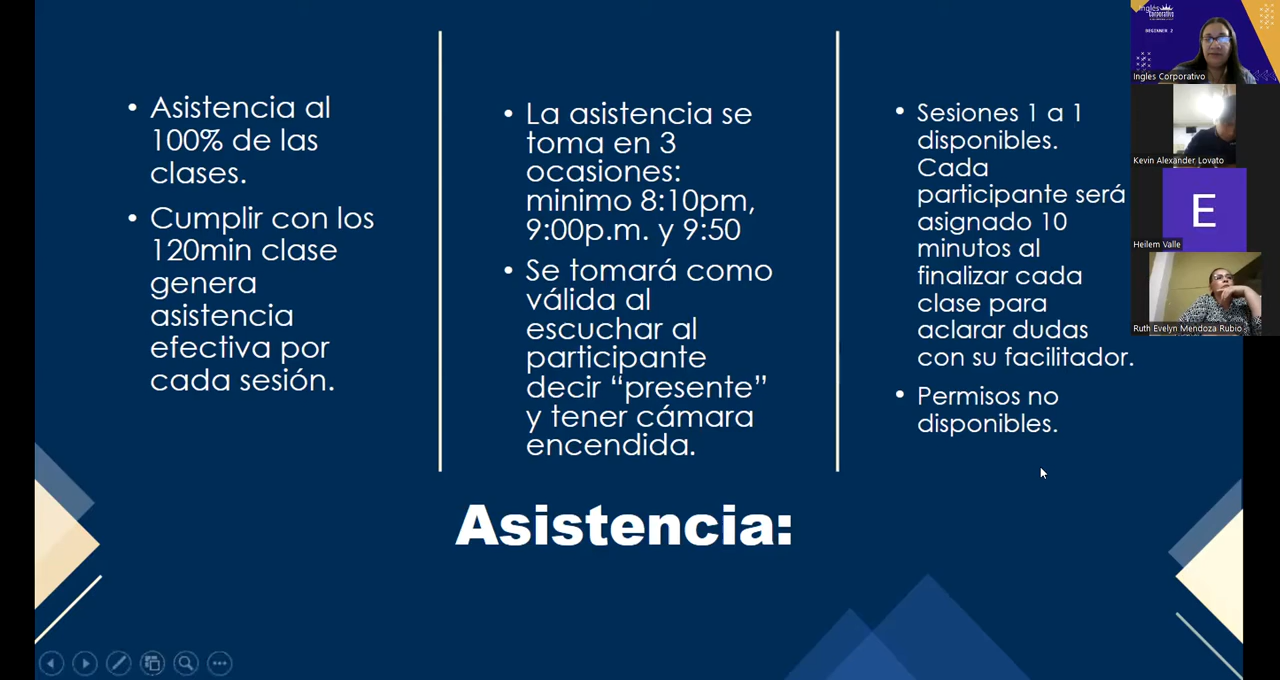 • Asistencia al
100% de las
clases.
• Cumplir con los
120min clase
genera
asistencia
efectiva por
cada sesión.
• La asistencia se
toma en 3
ocasiones:
minimo 8:10pm,
9:00p.m. y 9:50
• Se tomará como
válida al
escuchar al
participante
decir “presente”
y tener cámara
encendida.
• Sesiones 1 a 1
disponibles.
Cada
participante será
asignado 10
minutos al
finalizar cada
clase para
aclarar dudas
con su facilitador.
• Permisos no
disponibles.
Asistencia:
Inglés
Corporativo
BEGINNER 2
Ingles Corporativo
Kevin Alexander Lovato
E
Heilem Valle
Ruth Evelyn Mendoza Rubio